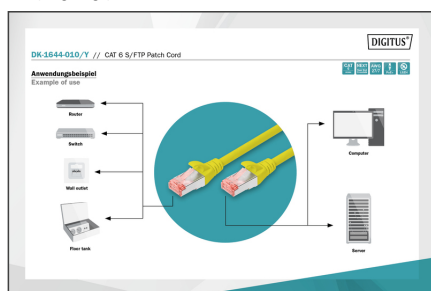 DIGITUS®
DK-1644-010/Y // CAT 6 S/FTP Patch Cord
Anwendungsbeispiel
Example of use
CAT
Router
Switch
Wall outlet
Floor tank
Computer
Server